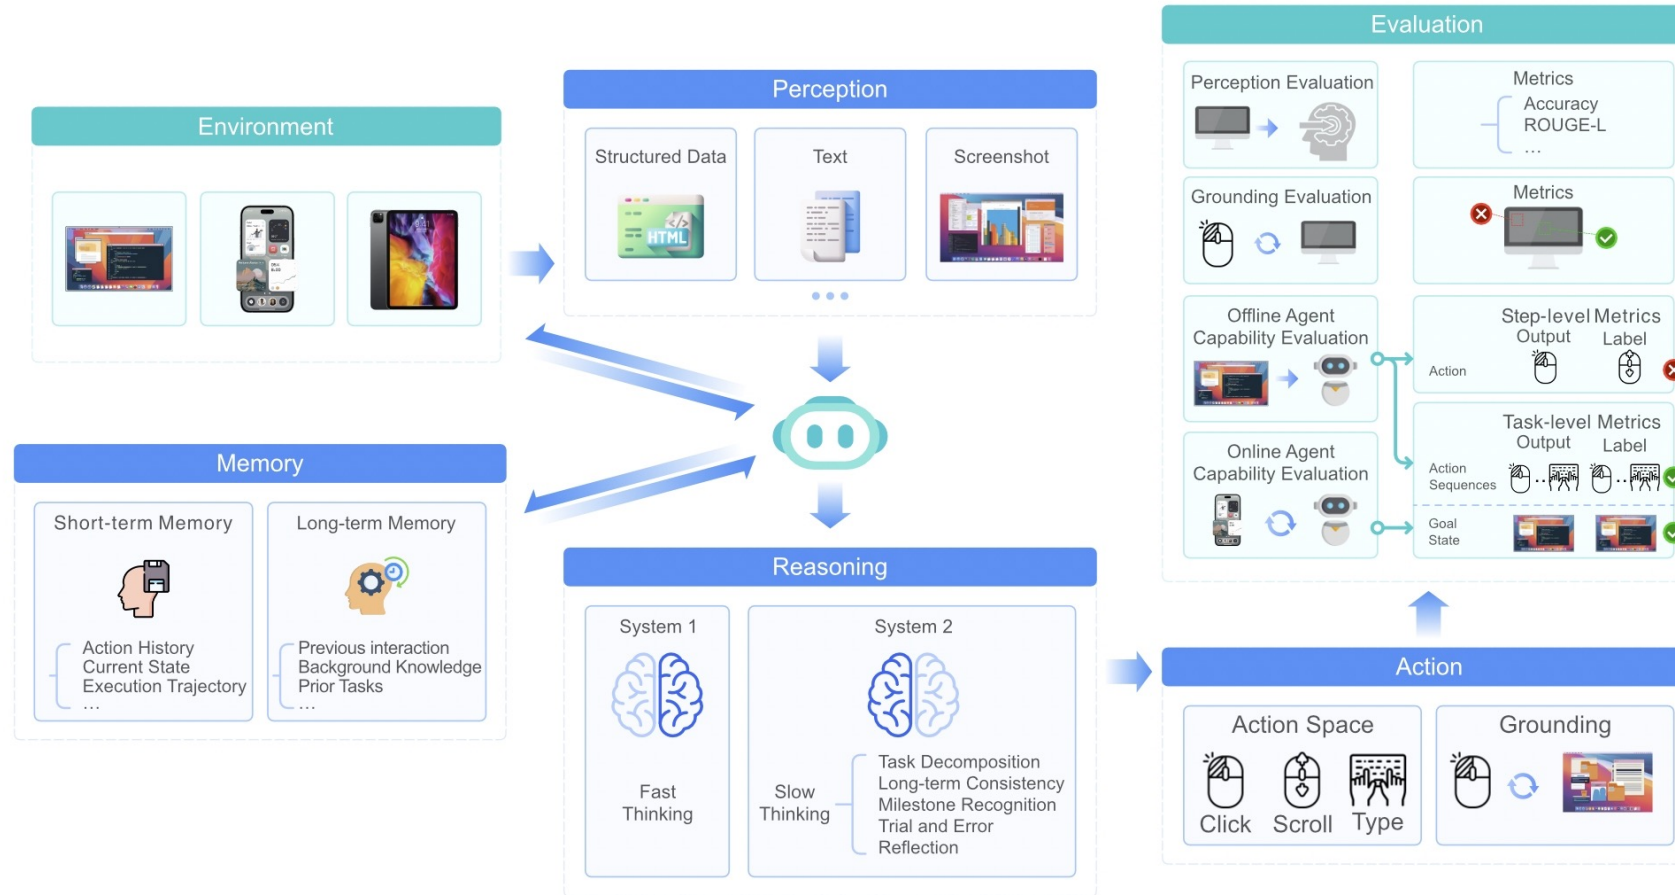 Environment
Perception
Structured Data
HTML
Text
Screenshot
Memory
Short-term Memory
Action History
Current State
Execution Trajectory
...
Long-term Memory
Previous interaction
Background Knowledge
Prior Tasks
...
Reasoning
System 1
Fast
Thinking
System 2
Slow
Thinking
Task Decomposition
Long-term Consistency
Milestone Recognition
Trial and Error
Reflection
Evaluation
Perception Evaluation
Metrics
Accuracy
ROUGE-L
...
Grounding Evaluation
Metrics
Offline Agent
Capability Evaluation
Step-level Metrics
Output Label
Action
Online Agent
Capability Evaluation
Task-level Metrics
Output Label
Action
Sequences
Goal
State
Action
Action Space
Click Scroll Type
Grounding